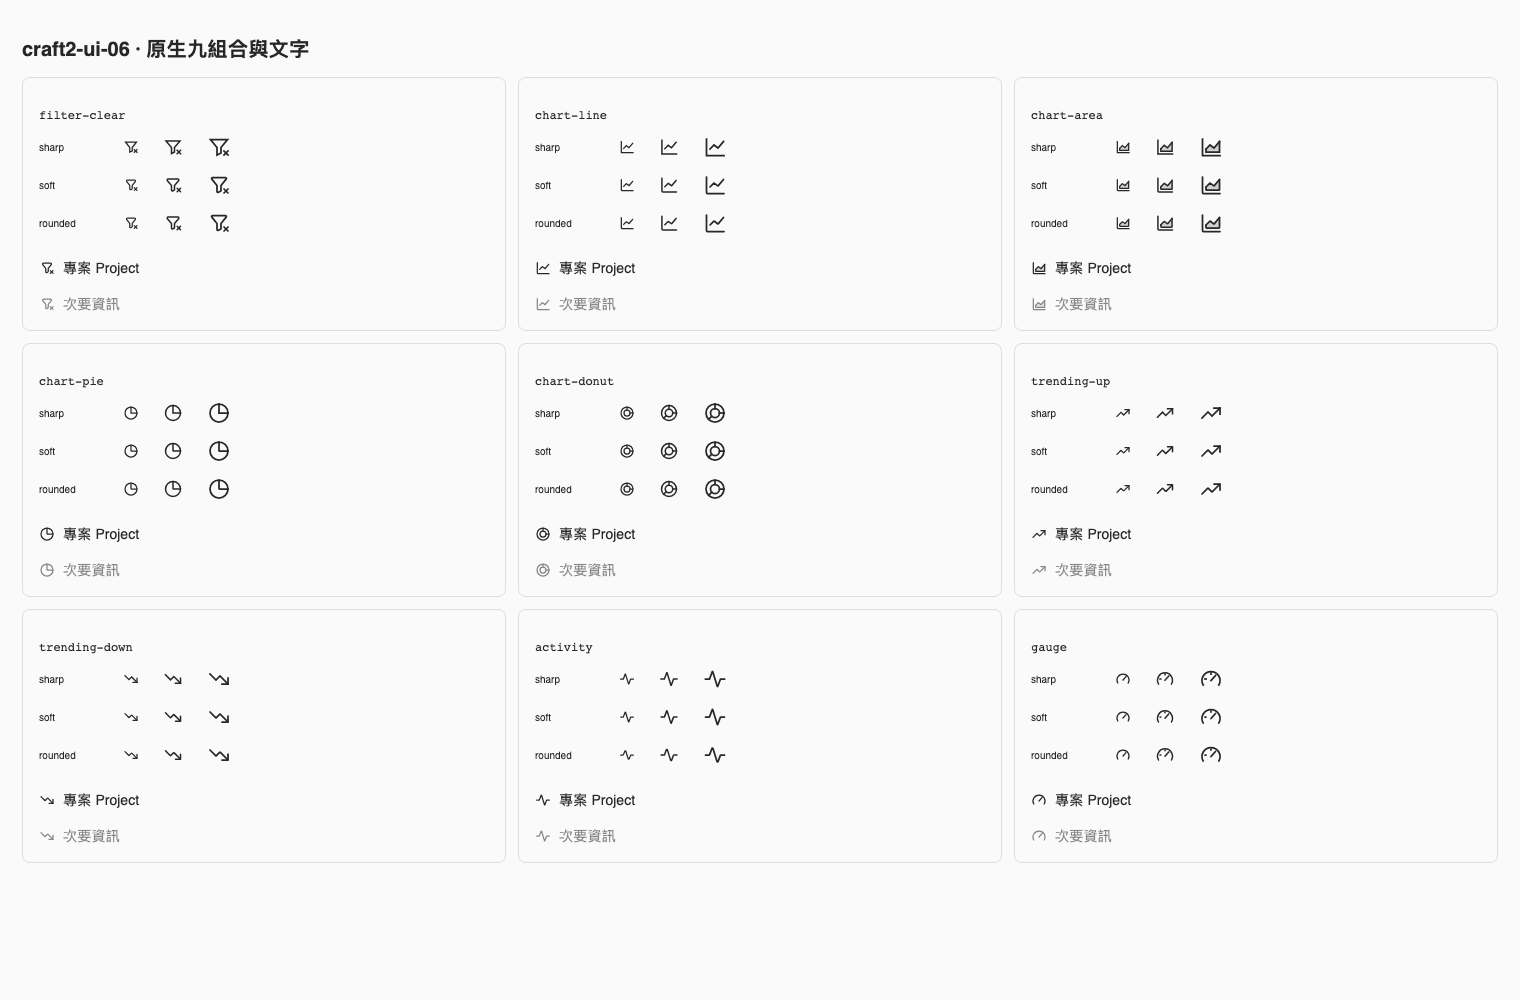 craft2-ui-06 · 原生九組合與文字
filter-clear
sharp
soft
rounded
專案 Project
次要資訊
chart-line
sharp
soft
rounded
專案 Project
次要資訊
chart-area
sharp
soft
rounded
專案 Project
次要資訊
chart-pie
sharp
soft
rounded
專案 Project
次要資訊
chart-donut
sharp
soft
rounded
專案 Project
次要資訊
trending-up
sharp
soft
rounded
專案 Project
次要資訊
trending-down
sharp
soft
rounded
專案 Project
次要資訊
activity
sharp
soft
rounded
專案 Project
次要資訊
gauge
sharp
soft
rounded
專案 Project
次要資訊